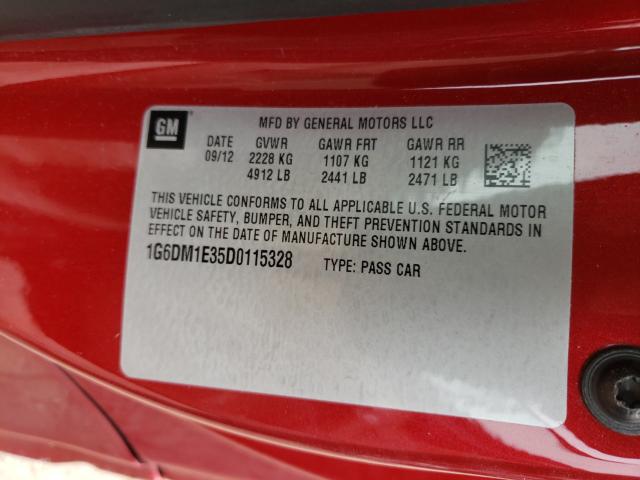 GM
MFD BY GENERAL MOTORS LLC
DATE GVWR GAWR FRT GAWR RR
09/12 2228 KG 1107 KG 1121 KG
4912 LB 2441 LB 2471 LB
THIS VEHICLE CONFORMS TO ALL APPLICABLE U.S. FEDERAL MOTOR
VEHICLE SAFETY, BUMPER, AND THEFT PREVENTION STANDARDS IN
EFFECT ON THE DATE OF MANUFACTURE SHOWN ABOVE.
1G6DM1E35D0115328 TYPE: PASS CAR